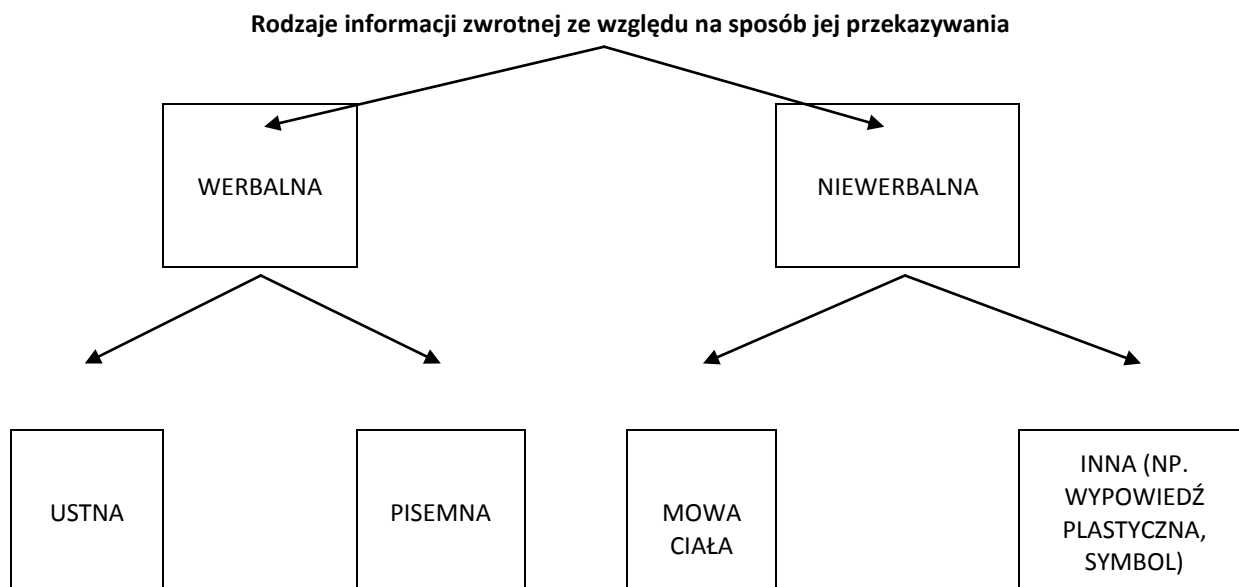 Rodzaje informacji zwrotnej ze względu na sposób jej przekazywania
WERBALNA
NIEWERBALNA
USTNA
PISEMNA
MOWA
CIAŁA
INNA (NP.
WYPOWIEDŹ
PLASTYCZNA,
SYMBOL)